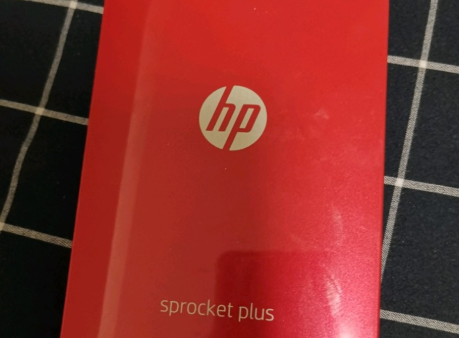 hp
sprocket plus